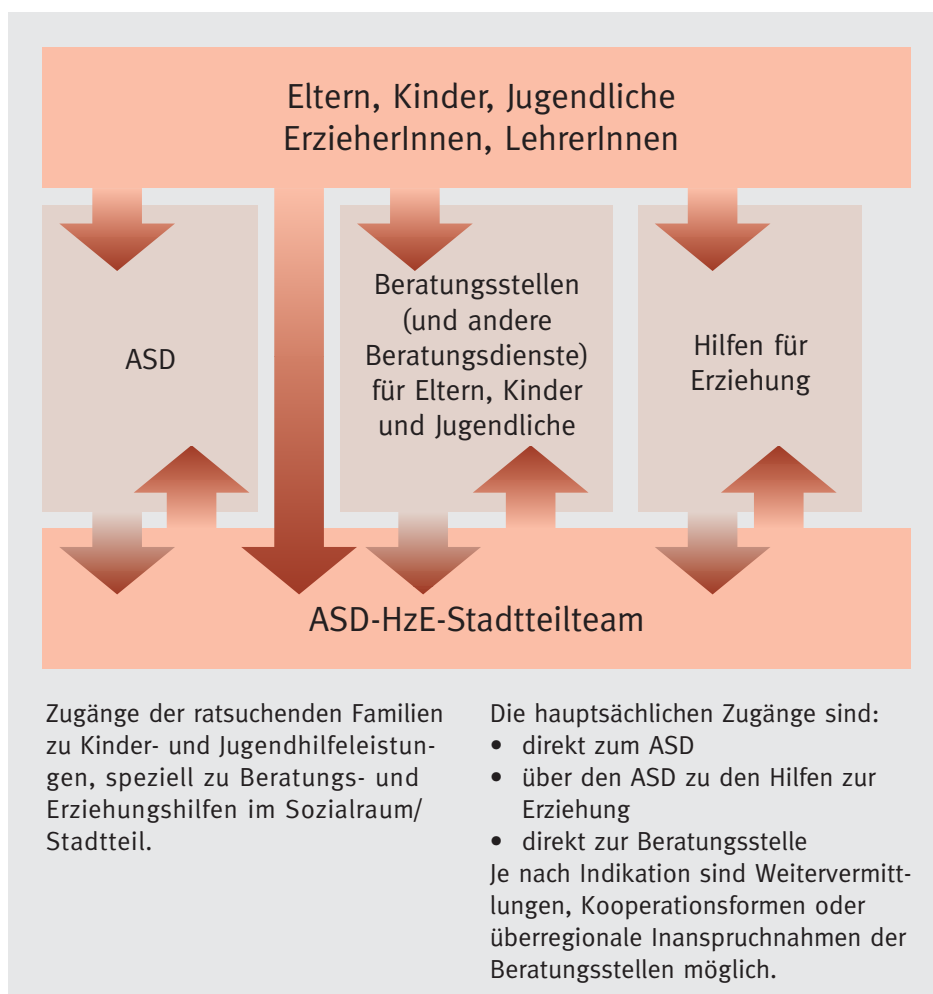 Eltern, Kinder, Jugendliche
ErzieherInnen, LehrerInnen
ASD
Beratungsstellen
(und andere
Beratungsdienste)
für Eltern, Kinder
und Jugendliche
Hilfen für
Erziehung
ASD-HzE-Stadtteilteam
Zugänge der ratsuchenden Familien
zu Kinder- und Jugendhilfeleistun-
gen, speziell zu Beratungs- und
Erziehungshilfen im Sozialraum/
Stadtteil.
Die hauptsächlichen Zugänge sind:
• direkt zum ASD
• über den ASD zu den Hilfen zur
Erziehung
• direkt zur Beratungsstelle
Je nach Indikation sind Weitervermitt-
lungen, Kooperationsformen oder
überregionale Inanspruchnahmen der
Beratungsstellen möglich.